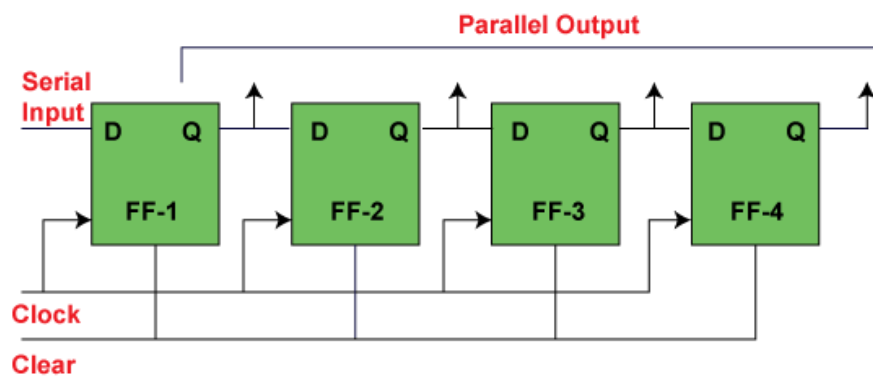 Parallel Output
Serial
Input
D Q D Q D Q D Q
FF-1 FF-2 FF-3 FF-4
Clock
Clear